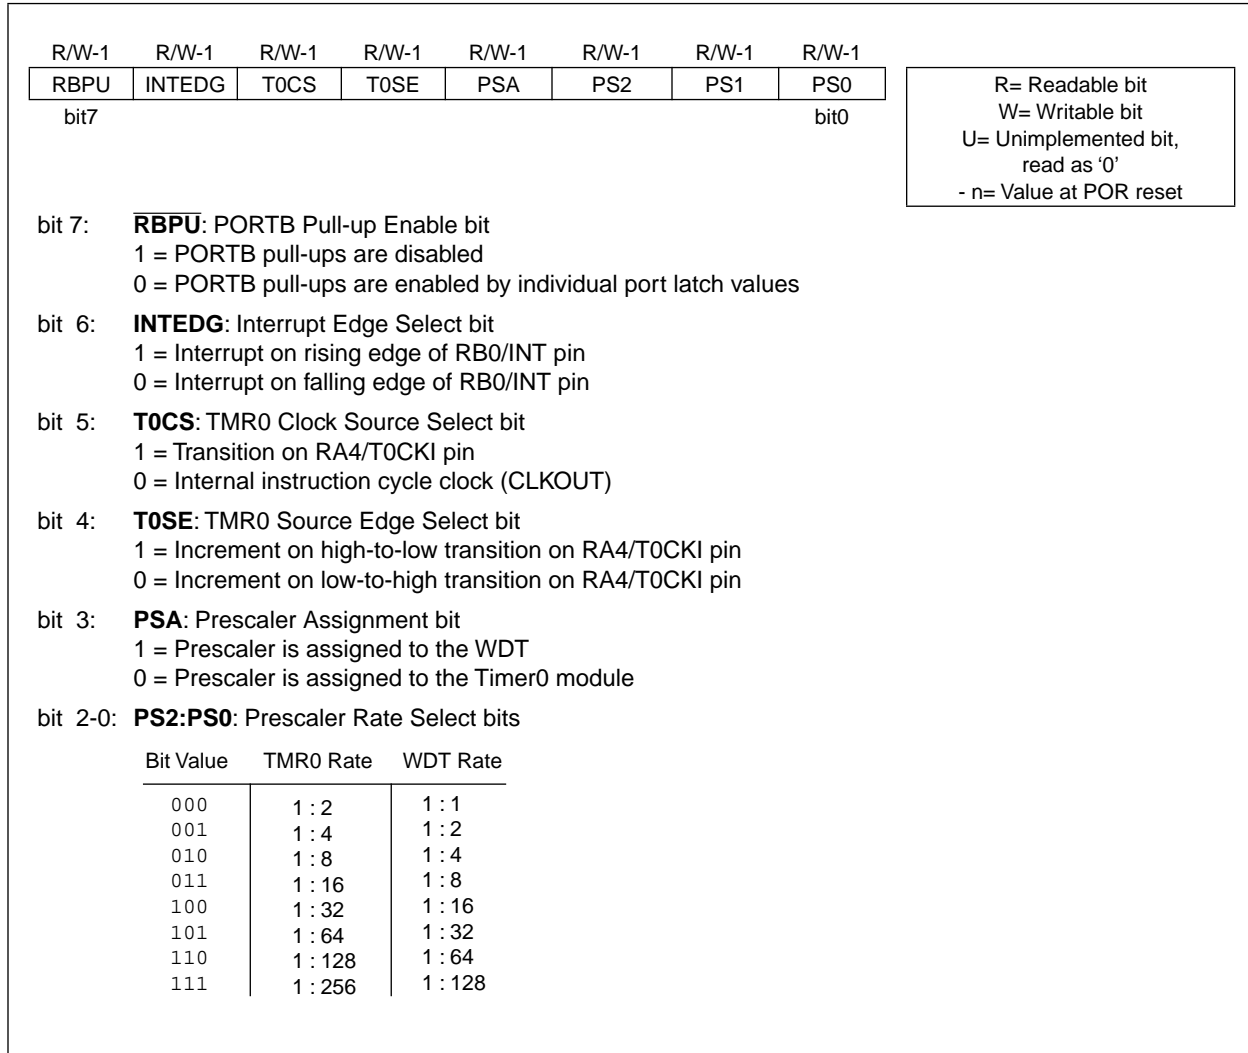 R/W-1 R/W-1 R/W-1 R/W-1 R/W-1 R/W-1 R/W-1 R/W-1
RBPU INTEDG T0CS T0SE PSA PS2 PS1 PS0
bit7 bit0
R= Readable bit
W= Writable bit
U= Unimplemented bit,
read as ‘0’
- n= Value at POR reset
bit 7: RBPU: PORTB Pull-up Enable bit
1 = PORTB pull-ups are disabled
0 = PORTB pull-ups are enabled by individual port latch values
bit 6: INTEDG: Interrupt Edge Select bit
1 = Interrupt on rising edge of RB0/INT pin
0 = Interrupt on falling edge of RB0/INT pin
bit 5: T0CS: TMR0 Clock Source Select bit
1 = Transition on RA4/T0CKI pin
0 = Internal instruction cycle clock (CLKOUT)
bit 4: T0SE: TMR0 Source Edge Select bit
1 = Increment on high-to-low transition on RA4/T0CKI pin
0 = Increment on low-to-high transition on RA4/T0CKI pin
bit 3: PSA: Prescaler Assignment bit
1 = Prescaler is assigned to the WDT
0 = Prescaler is assigned to the Timer0 module
bit 2-0: PS2:PS0: Prescaler Rate Select bits
Bit Value TMR0 Rate WDT Rate
000 1 : 2 1 : 1
001 1 : 4 1 : 2
010 1 : 8 1 : 4
011 1 : 16 1 : 8
100 1 : 32 1 : 16
101 1 : 64 1 : 32
110 1 : 128 1 : 64
111 1 : 256 1 : 128